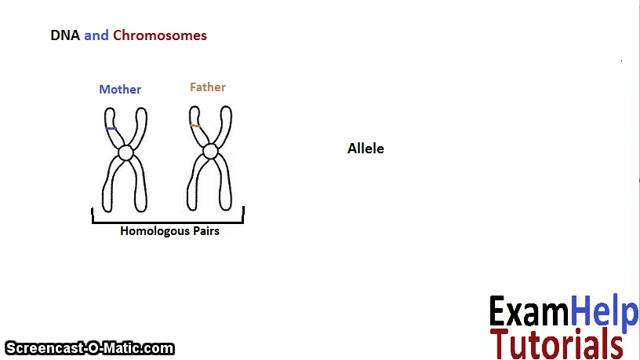 DNA and Chromosomes
Mother
Father
Allele
Homologous Pairs
ExamHelp
Tutorials
Screencast-O-Matic.com